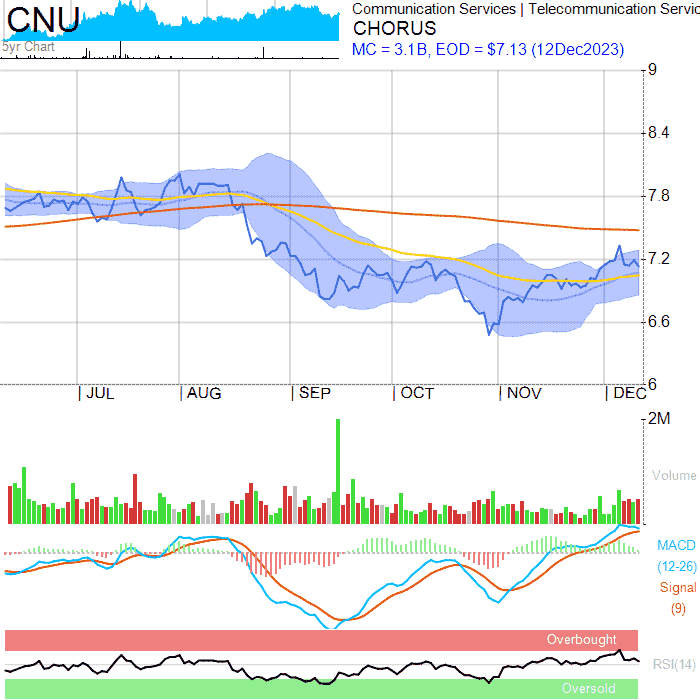 CNU
5yr Chart
Communication Services | Telecommunication Servic
CHORUS
MC = 3.1B, EOD = $7.13 (12Dec2023)
9
8.4
7.8
7.2
6.6
6
JUL
AUG
SEP
OCT
NOV
DEC
2M
Volume
MACD
(12-26)
Signal
(9)
Overbought
RSI(14)
Oversold